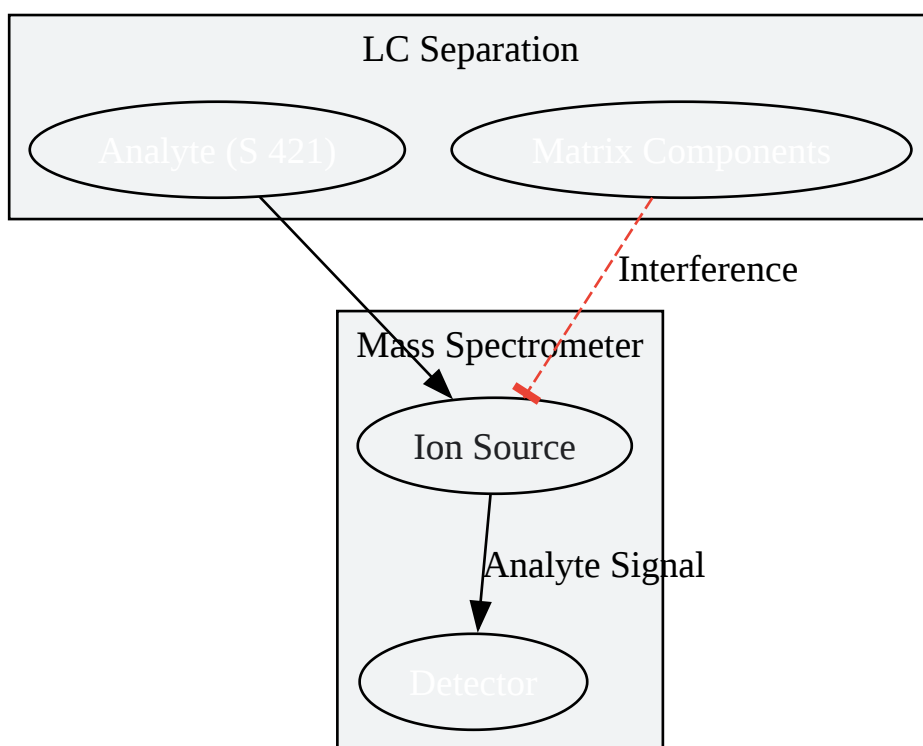 LC Separation
Analyte (S 421)
Matrix Components
Interference
Mass Spectrometer
Ion Source
Analyte Signal
Detector